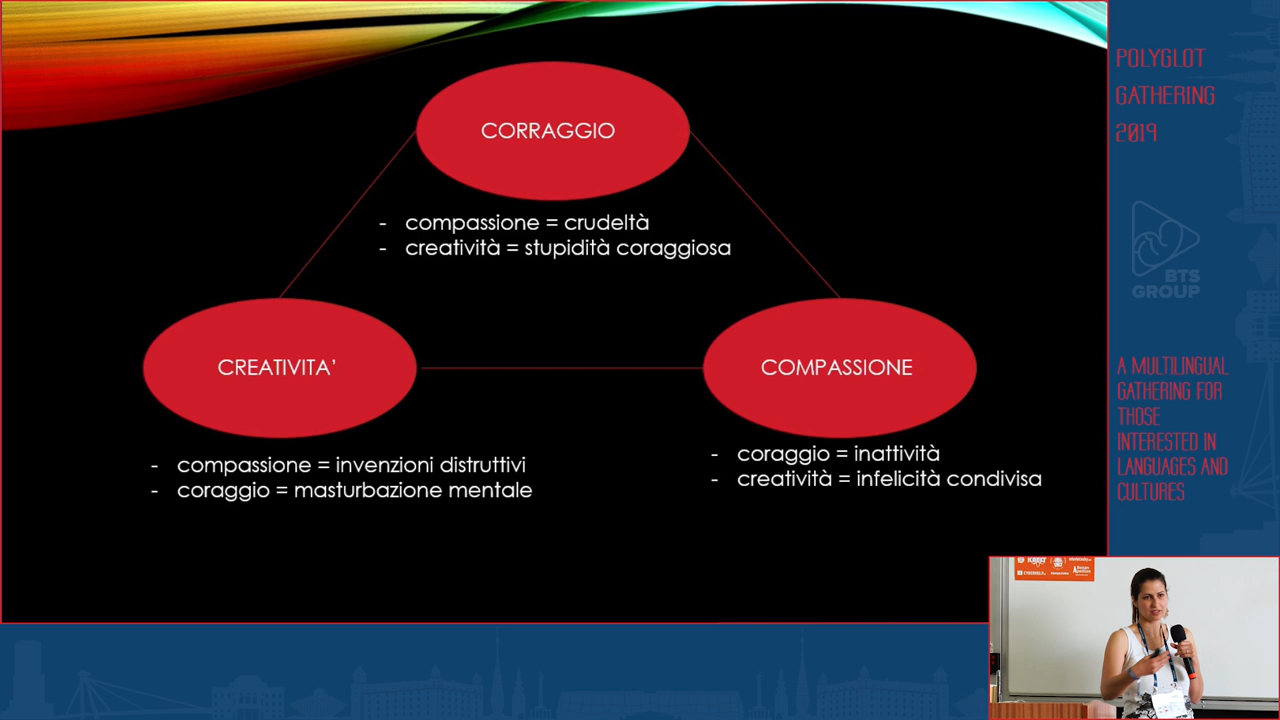 CORRAGGIO
- compassione = crudeltà
- creatività = stupidità coraggiosa
CREATIVITA'
COMPASSIONE
- compassione = invenzioni distruttivi
- coraggio = masturbazione mentale
- coraggio = inattività
- creatività = infelicità condivisa
POLYGLOT
GATHERING
2019
BTS
GROUP
A MULTILINGUAL
GATHERING FOR
THOSE
INTERESTED IN
LANGUAGES AND
CULTURES